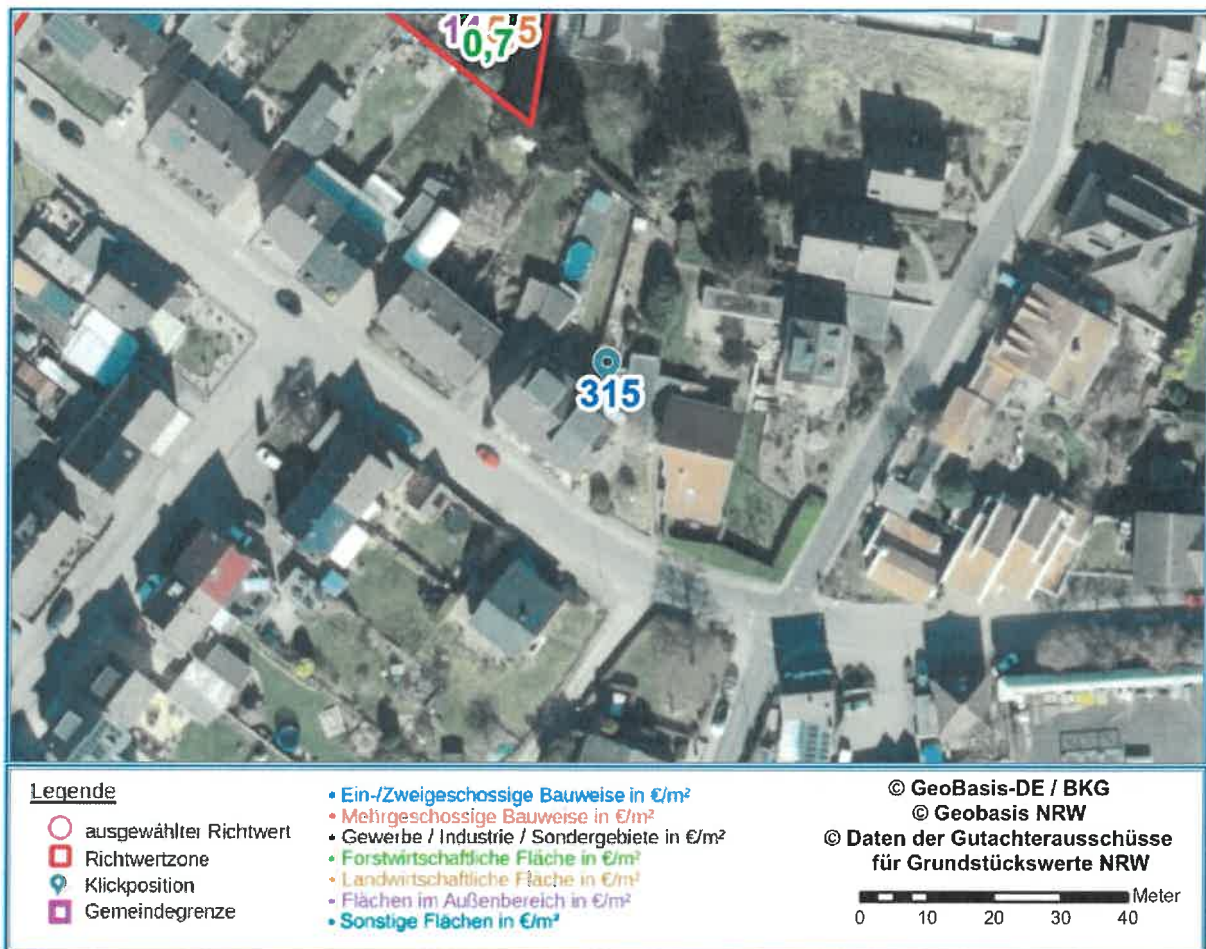 0,7
315
Legende
ausgewählter Richtwert
Richtwertzone
Klickposition
Gemeindegrenze
• Ein-/Zweigeschossige Bauweise in €/m²
• Mehrgeschossige Bauweise in €/m²
• Gewerbe / Industrie / Sondergebiete in €/m²
• Forstwirtschaftliche Fläche in €/m²
• Landwirtschaftliche Fläche in €/m²
• Flächen im Außenbereich in €/m²
• Sonstige Flächen in €/m²
© GeoBasis-DE / BKG
© Geobasis NRW
© Daten der Gutachterausschüsse
für Grundstückswerte NRW
Meter
0 10 20 30 40